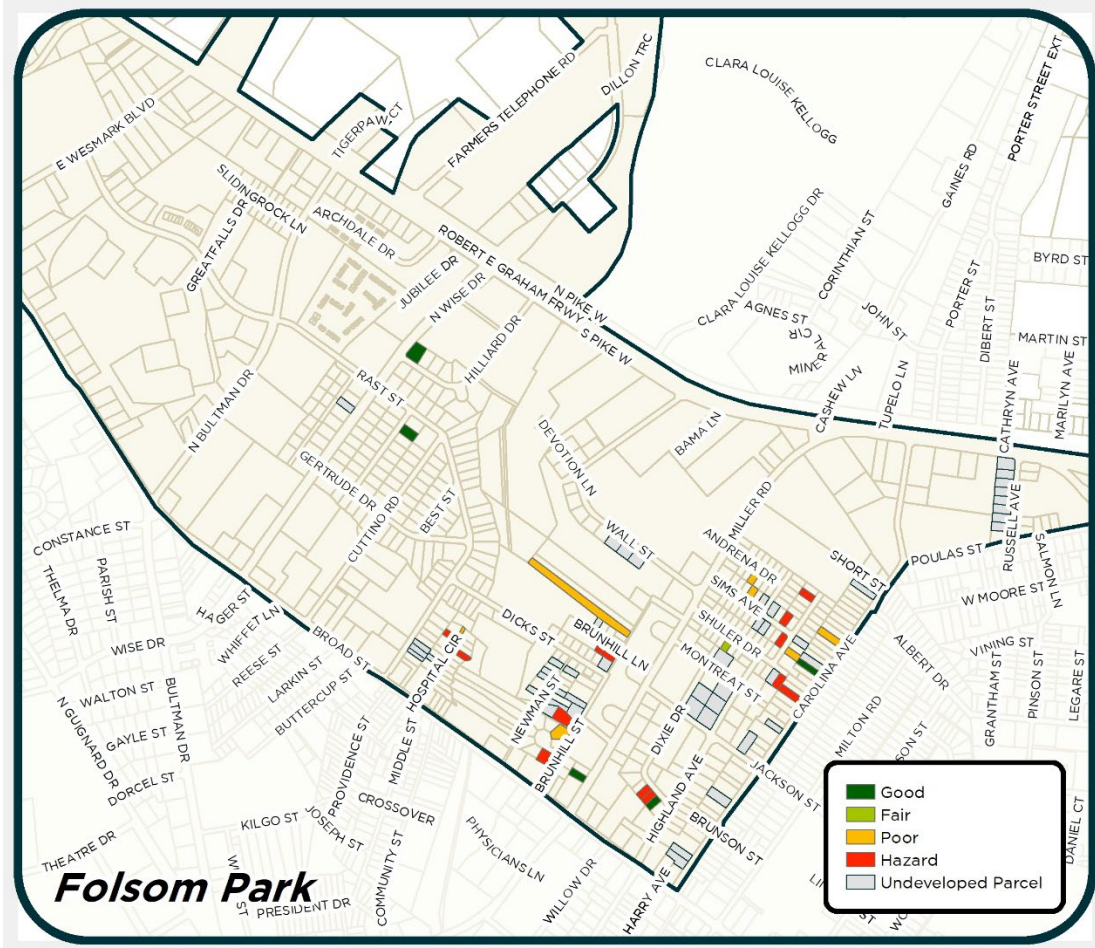 CLARA LOUISE KELLOGG
PORTER STREET EXT
DILLON TRC
FARMERS TELEPHONE RD
TIGERPAW CT
E WESMARK BLVD
GAINES RD
SLIDINGROCK LN
GREATFALLS DR
ARCHDALE DR
CLARA LOUISE KELLOGG DR
CORINTHIAN ST
BYRD ST
ROBERT E GRAHAM FRWY
N PIKE W
S PIKE W
JUBILEE DR
N WISE DR
AGNES ST
JOHN ST
PORTER ST
DIBERT ST
MARTIN ST
MINERAL CIR
HILLIARD DR
RAST ST
N BULTMAN DR
CASHEW LN
TUPELO LN
CATHRYN AVE
MARILYN AVE
BAMA LN
DEVOTION LN
GERTRUDE DR
CUTTINO RD
BEST ST
MILLER RD
WALL ST
ANDRENA DR
RUSSELL AVE
SALMON LN
POULAS ST
SHORT ST
CONSTANCE ST
THELMA DR
PARISH ST
HAGER ST
WHIFFET LN
SIMS AVE
SHULER DR
W MOORE ST
WISE DR
REESE ST
BROAD ST
DICKS ST
BRUNHILL LN
MONTREAT ST
CAROLINA AVE
ALBERT DR
VINING ST
GRANTHAM ST
PINSON ST
LEGARE ST
WALTON ST
BULTMAN DR
LARKIN ST
BUTTERCUP ST
HOSPITAL CIR
NEWMAN ST
BRUNHILL ST
DIXIE DR
MILTON RD
N GUIGNARD DR
GAYLE ST
DORCEL ST
PROVIDENCE ST
MIDDLE ST
HIGHLAND AVE
JACKSON ST
CROSSOVER
KILGO ST
JOSEPH ST
PHYSICIANS LN
BRUNSON ST
DANIEL CT
THEATRE DR
COMMUNITY ST
WILLOW DR
HARRY AVE
PRESIDENT DR
Folsom Park
Good
Fair
Poor
Hazard
Undeveloped Parcel